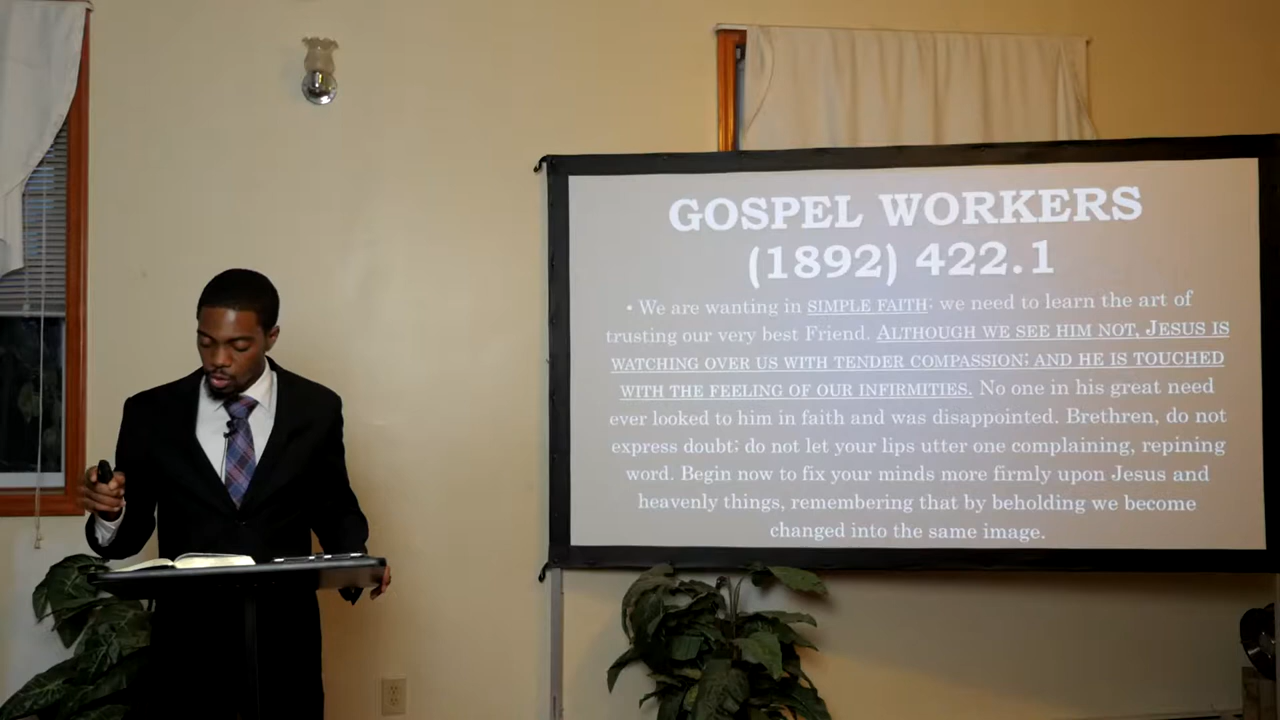 GOSPEL WORKERS
(1892) 422.1
• We are wanting in SIMPLE FAITH; we need to learn the art of
trusting our very best Friend. ALTHOUGH WE SEE HIM NOT, JESUS IS
WATCHING OVER US WITH TENDER COMPASSION; AND HE IS TOUCHED
WITH THE FEELING OF OUR INFIRMITIES. No one in his great need
ever looked to him in faith and was disappointed. Brethren, do not
express doubt; do not let your lips utter one complaining, repining
word. Begin now to fix your minds more firmly upon Jesus and
heavenly things, remembering that by beholding we become
changed into the same image.